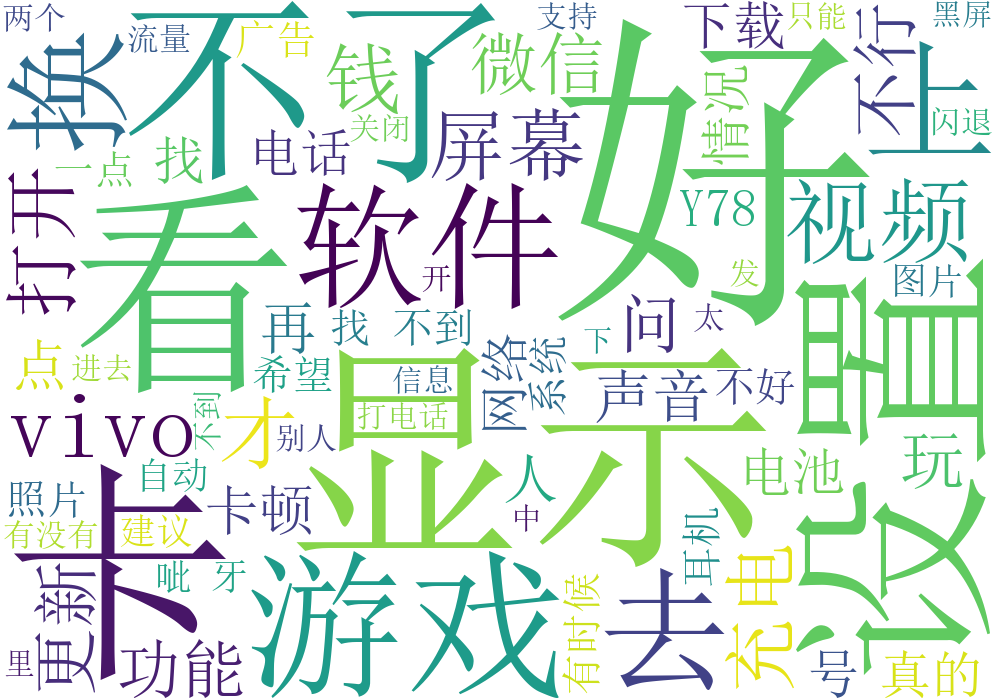 两个
流量
广告
支持
只能
黑屏
换
不了
钱
微信
下载
不行
上
好
关闭
情况
闪退
电话
屏幕
一点
找
打开
看
软件
Y78
视频
开
发
图片
设置
再
找 不到
问
太
下
点
进去
希望
信息
显示
网络
系统
声音
不好
vivo
才
不到
别人
打电话
玩
自动
人
电池
照片
卡
卡顿
中
耳机
有没有
建议
呲 牙
充电
更新
游戏
去
有时候
里
功能
号
真的